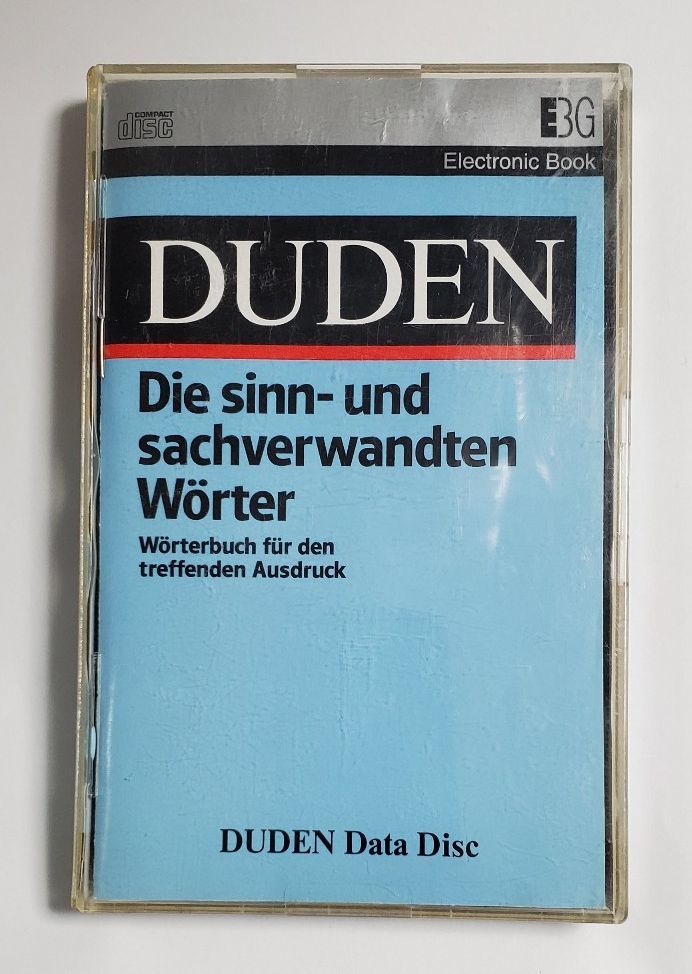 COMPACT
disc
EBG
Electronic Book
DUDEN
Die sinn- und
sachverwandten
Wörter
Wörterbuch für den
treffenden Ausdruck
DUDEN Data Disc